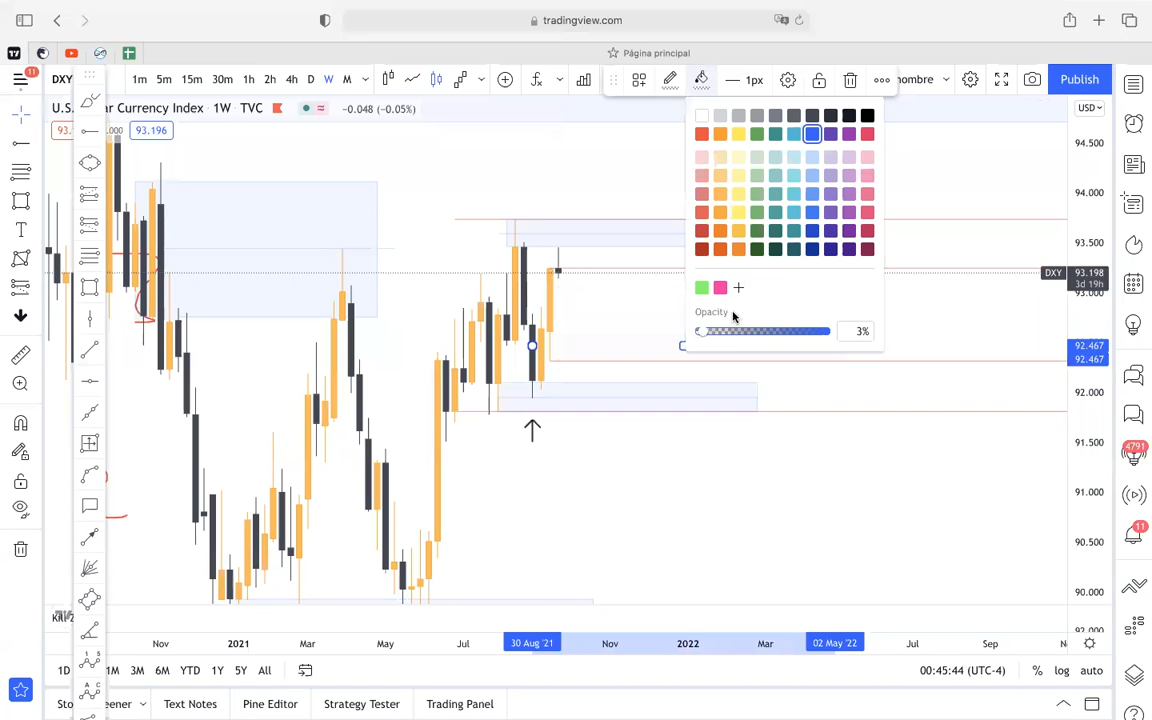 tradingview.com
Página principal
11
DXY
1m 5m 15m 30m 1h 2h 4h D W M
1px
nombre
Publish
U.S. ar Currency Index · 1W · TVC
-0.048 (-0.05%)
USD
93. .000 93.196
94.500
94.000
93.500
DXY 93.198
3d 19h
93.000
Opacity
3%
92.467
92.467
92.000
91.500
91.000
90.500
90.000
4791
11
Nov 2021 Mar May Jul 30 Aug '21 Nov 2022 Mar 02 May '22 Jul Sep
1D 1M 3M 6M YTD 1Y 5Y All
00:45:44 (UTC-4) % log auto
Sto eener Text Notes Pine Editor Strategy Tester Trading Panel